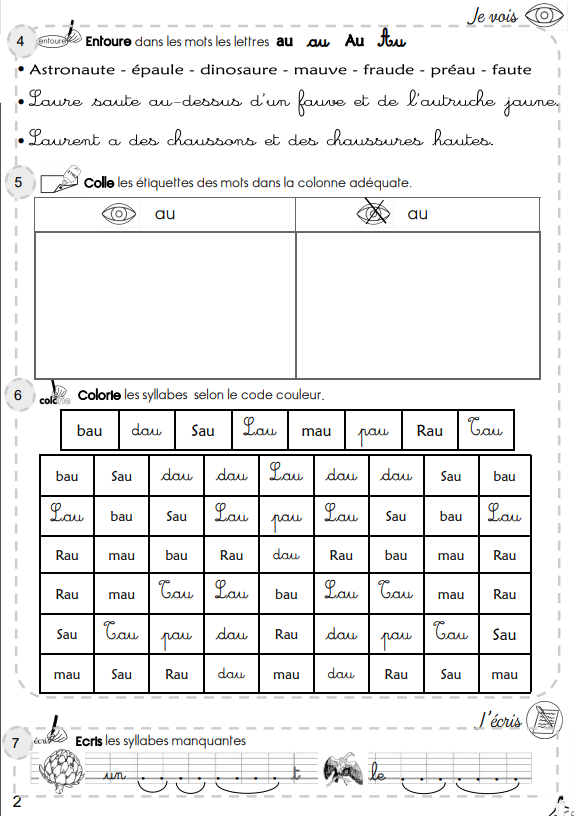 Je vois
4 entoure Entoure dans les mots les lettres au au Au Au
• Astronaute - épaule - dinosaure - mauve - fraude - préau - faute
• Laure saute au-dessus d'un fauve et de l'autruche jaune.
• Laurent a des chaussons et des chaussures hautes.
5 Colle les étiquettes des mots dans la colonne adéquate.
au au
6 colorie Colorie les syllabes selon le code couleur.
bau dau Sau Lau mau pau Rau Tau
bau Sau dau dau Lau dau dau Sau bau
Lau bau Sau Lau pau Lau Sau bau Lau
Rau mau bau Rau dau Rau bau mau Rau
Rau mau Tau Lau bau Lau Tau mau Rau
Sau Tau pau dau Rau dau pau Tau Sau
mau Sau Rau dau mau dau Rau Sau mau
J'écris
7 Ecris les syllabes manquantes
un . . . . . . . t le . . . . . . .
2